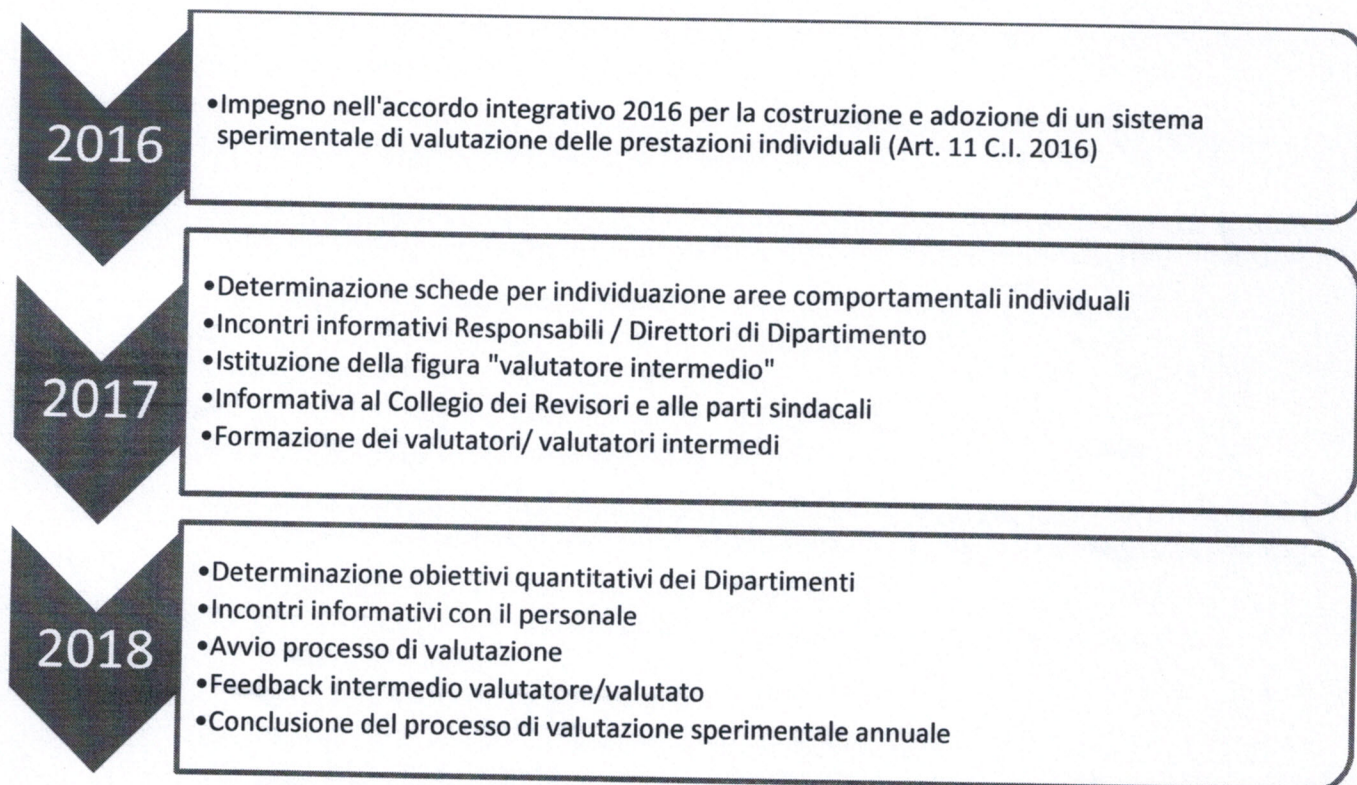 2016
•Impegno nell'accordo integrativo 2016 per la costruzione e adozione di un sistema
sperimentale di valutazione delle prestazioni individuali (Art. 11 C.I. 2016)
2017
•Determinazione schede per individuazione aree comportamentali individuali
•Incontri informativi Responsabili / Direttori di Dipartimento
•Istituzione della figura "valutatore intermedio"
•Informativa al Collegio dei Revisori e alle parti sindacali
•Formazione dei valutatori/ valutatori intermedi
2018
•Determinazione obiettivi quantitativi dei Dipartimenti
•Incontri informativi con il personale
•Avvio processo di valutazione
•Feedback intermedio valutatore/valutato
•Conclusione del processo di valutazione sperimentale annuale